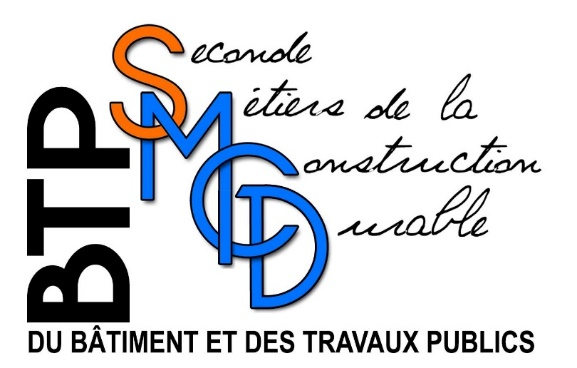 BTP
Seconde
Métiers de la
Construction
Durable
DU BÂTIMENT ET DES TRAVAUX PUBLICS